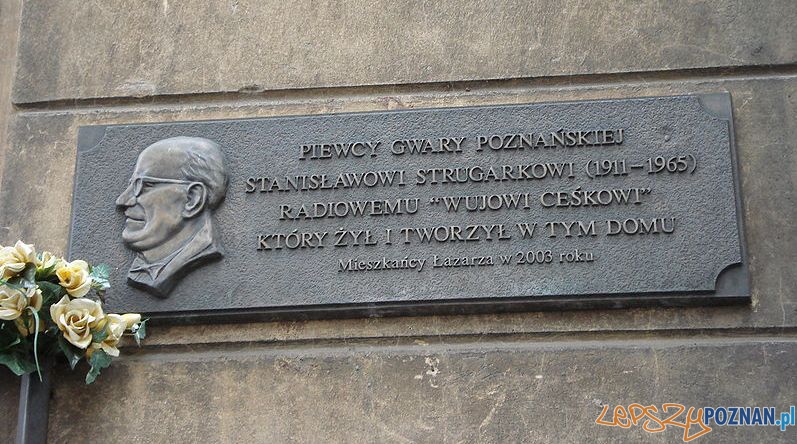 PIEWCY GWARY POZNAŃSKIEJ
STANISŁAWOWI STRUGARKOWI (1911–1965)
RADIOWEMU "WUJOWI CEŚKOWI"
KTÓRY ŻYŁ I TWORZYŁ W TYM DOMU
Mieszkańcy Łazarza w 2003 roku
LEPSZyPOZNAN.pl